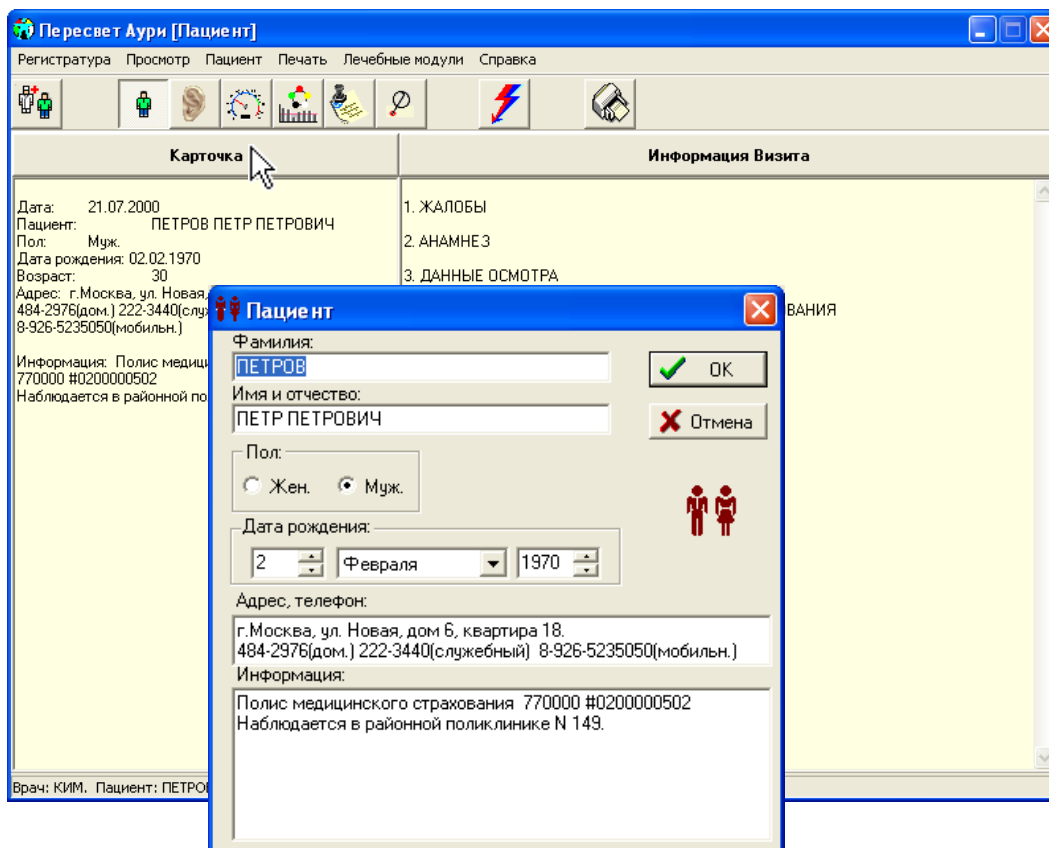 Пересвет Аури [Пациент]
Регистратура Просмотр Пациент Печать Лечебные модули Справка
Карточка
Информация Визита
Дата: 21.07.2000
Пациент: ПЕТРОВ ПЕТР ПЕТРОВИЧ
Пол: Муж.
Дата рождения: 02.02.1970
Возраст: 30
Адрес: г.Москва, ул. Новая,
484-2976(дом.) 222-3440(слу
8-926-5235050(мобильн.)
Информация: Полис медици
770000 #0200000502
Наблюдается в районной по
1. ЖАЛОБЫ
2. АНАМНЕЗ
3. ДАННЫЕ ОСМОТРА
ВАНИЯ
Пациент
Фамилия:
ПЕТРОВ
OK
Имя и отчество:
ПЕТР ПЕТРОВИЧ
Отмена
Пол:
Жен. Муж.
Дата рождения:
2 Февраля 1970
Адрес, телефон:
г.Москва, ул. Новая, дом 6, квартира 18.
484-2976(дом.) 222-3440(служебный) 8-926-5235050(мобильн.)
Информация:
Полис медицинского страхования 770000 #0200000502
Наблюдается в районной поликлинике N 149.
Врач: КИМ. Пациент: ПЕТРО